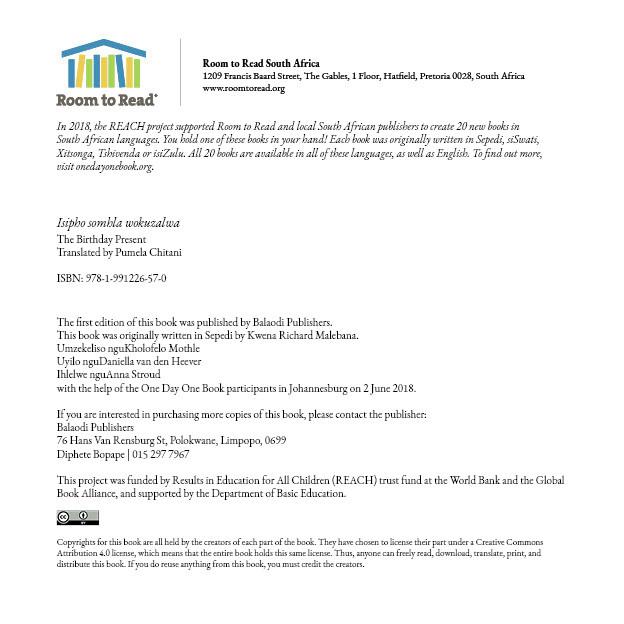 Room to Read®
Room to Read South Africa
1209 Francis Baard Street, The Gables, 1 Floor, Hatfield, Pretoria 0028, South Africa
www.roomtoread.org
In 2018, the REACH project supported Room to Read and local South African publishers to create 20 new books in
South African languages. You hold one of these books in your hand! Each book was originally written in Sepedi, siSwati,
Xitsonga, Tshivenda or isiZulu. All 20 books are available in all of these languages, as well as English. To find out more,
visit onedayonebook.org.
Isipho somhla wokuzalwa
The Birthday Present
Translated by Pumela Chitani
ISBN: 978-1-991226-57-0
The first edition of this book was published by Balaodi Publishers.
This book was originally written in Sepedi by Kwena Richard Malebana.
Umzekeliso nguKholofelo Mothle
Uyilo nguDaniella van den Heever
Ihlelwe nguAnna Stroud
with the help of the One Day One Book participants in Johannesburg on 2 June 2018.
If you are interested in purchasing more copies of this book, please contact the publisher:
Balaodi Publishers
76 Hans Van Rensburg St, Polokwane, Limpopo, 0699
Diphete Bopape | 015 297 7967
This project was funded by Results in Education for All Children (REACH) trust fund at the World Bank and the Global
Book Alliance, and supported by the Department of Basic Education.
cc BY
Copyrights for this book are all held by the creators of each part of the book. They have chosen to license their part under a Creative Commons
Attribution 4.0 license, which means that the entire book holds this same license. Thus, anyone can freely read, download, translate, print, and
distribute this book. If you do reuse anything from this book, you must credit the creators.